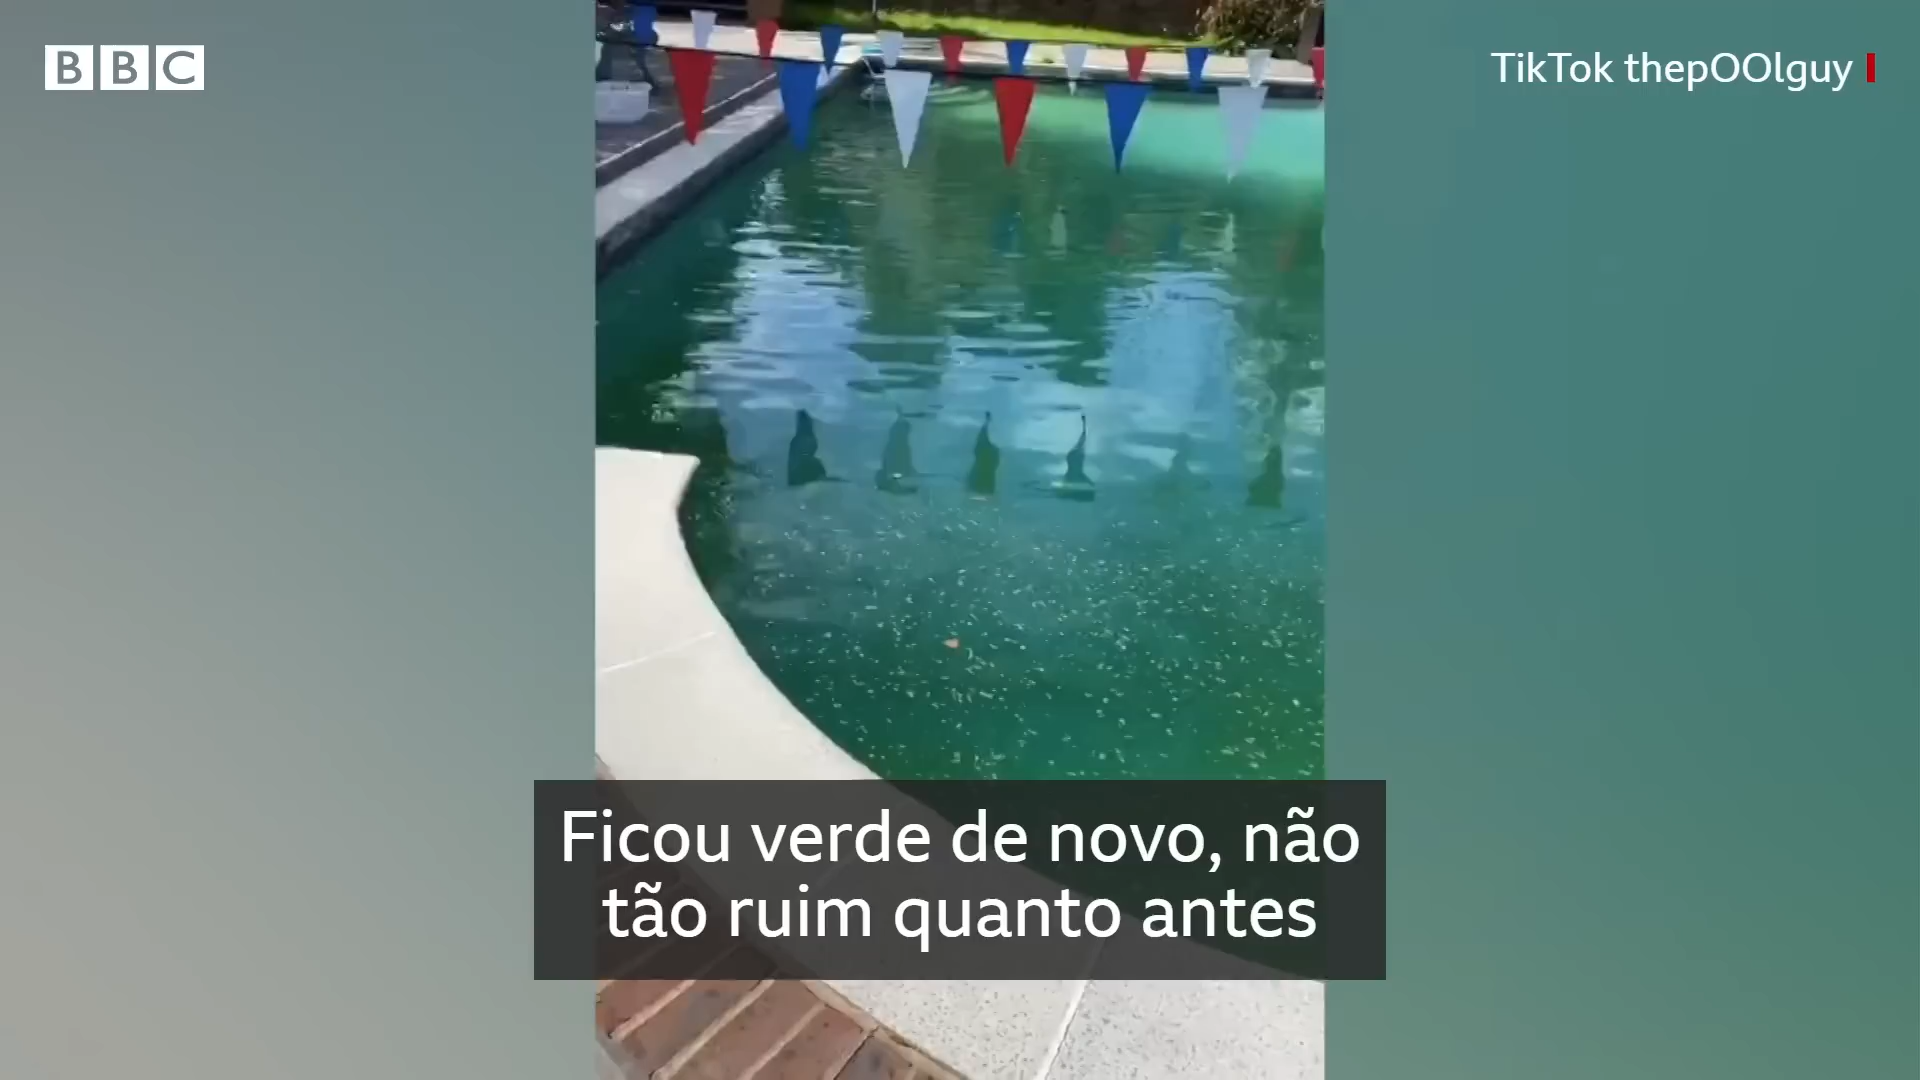 BBC
TikTok thepOOlguy
Ficou verde de novo, não
tão ruim quanto antes